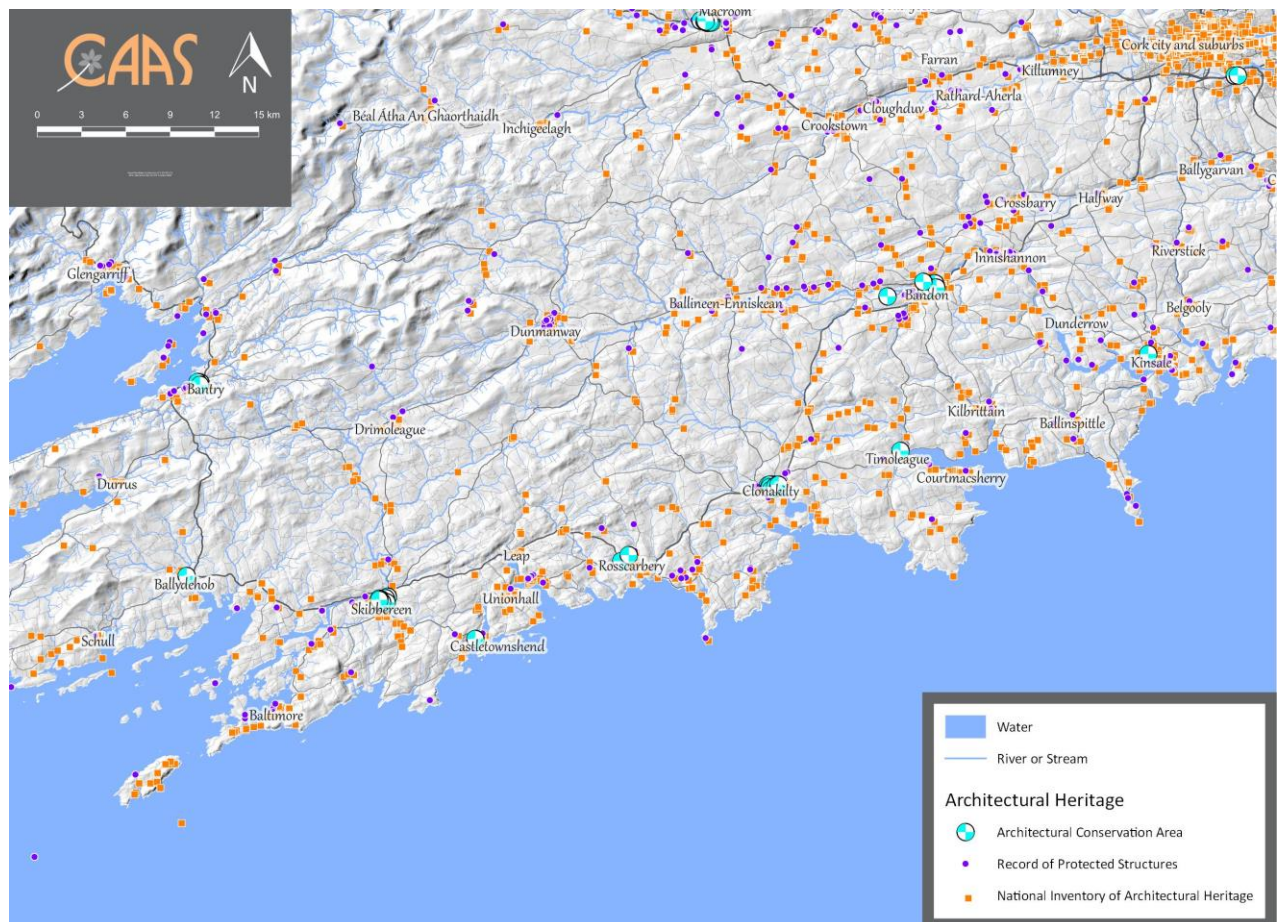 CAAS
N
0 3 6 9 12 15 km
Macroom
Cork city and suburbs
Farran
Killumney
Béal Átha An Ghaorthaidh
Inchigeelagh
Cloughduv
Rathard-Aherla
Crookstown
Ballygarvan
Crossbarry
Halfway
Glengarriff
Innishannon
Riverstick
Ballineen-Enniskean
Bandon
Belgooly
Dunmanway
Dunderrow
Kinsale
Bantry
Drimoleague
Kilbrittain
Ballinspittle
Durrus
Timoleague
Courtmacsherry
Clonakilty
Leap
Rosscarbery
Ballydehob
Unionhall
Skibbereen
Schull
Castletownshend
Baltimore
Water
River or Stream
Architectural Heritage
Architectural Conservation Area
Record of Protected Structures
National Inventory of Architectural Heritage